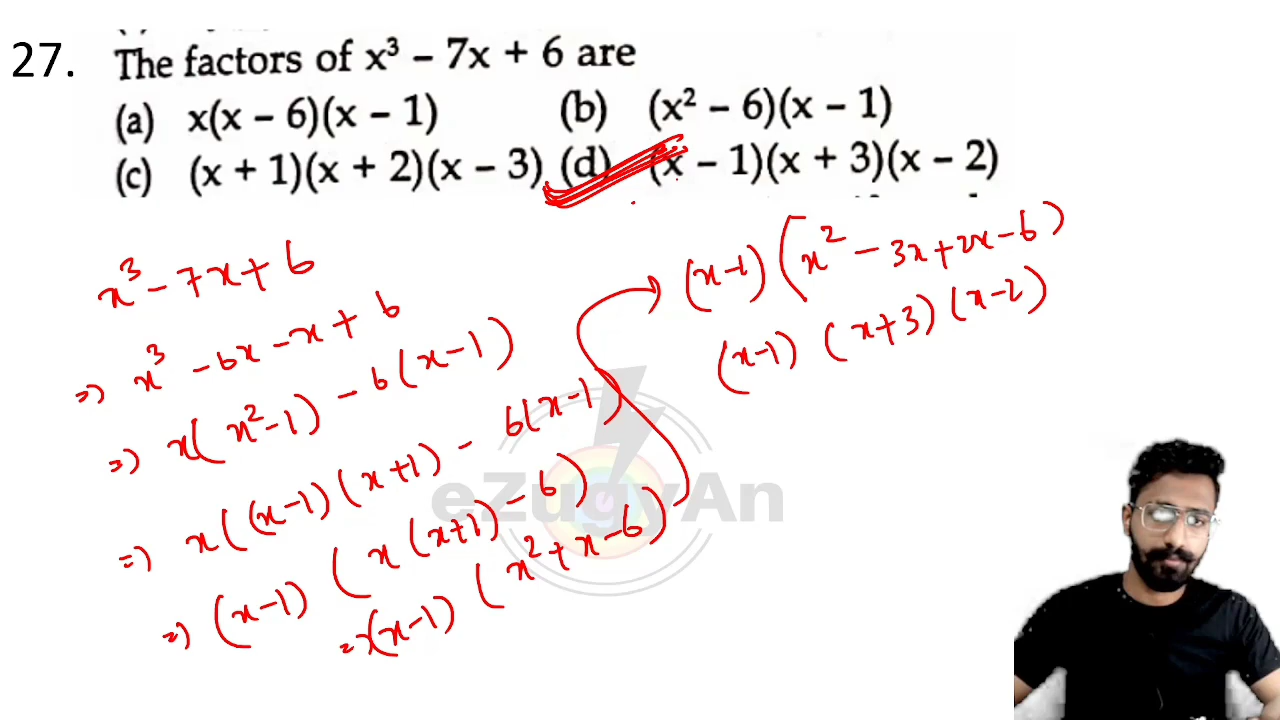 27. The factors of x³ – 7x + 6 are
(a) x(x – 6)(x – 1) (b) (x² – 6)(x – 1)
(c) (x + 1)(x + 2)(x – 3) (d) (x – 1)(x + 3)(x – 2)
x³ – 7x + 6
=) x³ – 6x – x + 6
=) x(x² – 1) – 6(x – 1)
=) x((x – 1)(x + 1) – 6(x – 1)
=) (x – 1) (x (x + 1) – 6)
=) (x – 1) (x² + x – 6)
(x – 1) (x² – 3x + 2x – 6)
(x – 1) (x + 3) (x – 2)
eZugyAn